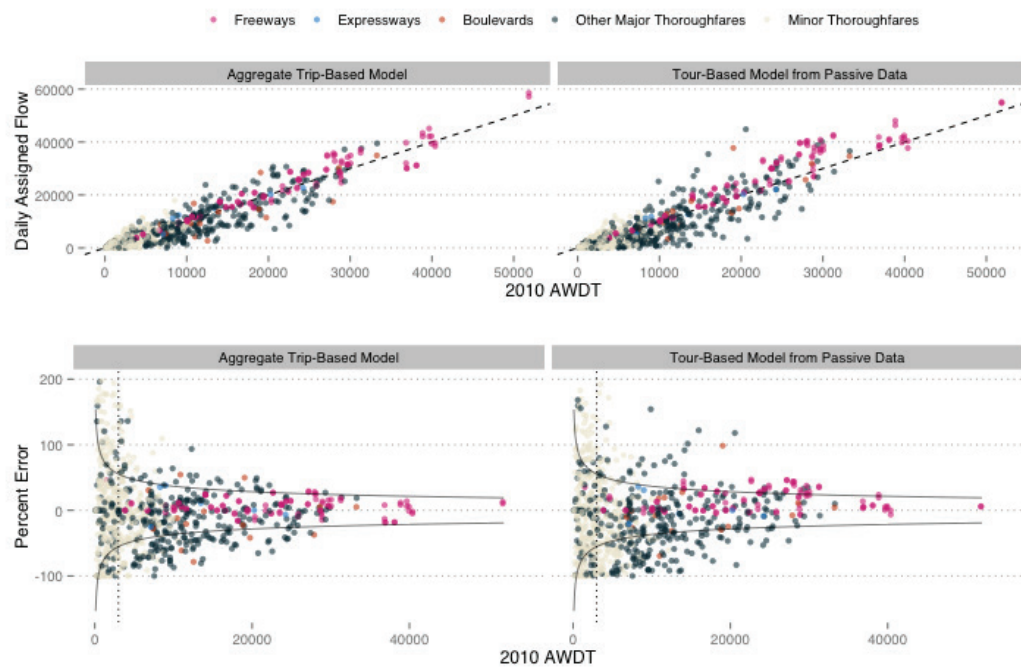 Freeways Expressways Boulevards Other Major Thoroughfares Minor Thoroughfares
Aggregate Trip-Based Model Tour-Based Model from Passive Data
60000
40000
20000
0
Daily Assigned Flow
0 10000 20000 30000 40000 50000 0 10000 20000 30000 40000 50000
2010 AWDT
Aggregate Trip-Based Model Tour-Based Model from Passive Data
200
100
0
-100
Percent Error
0 20000 40000 0 20000 40000
2010 AWDT